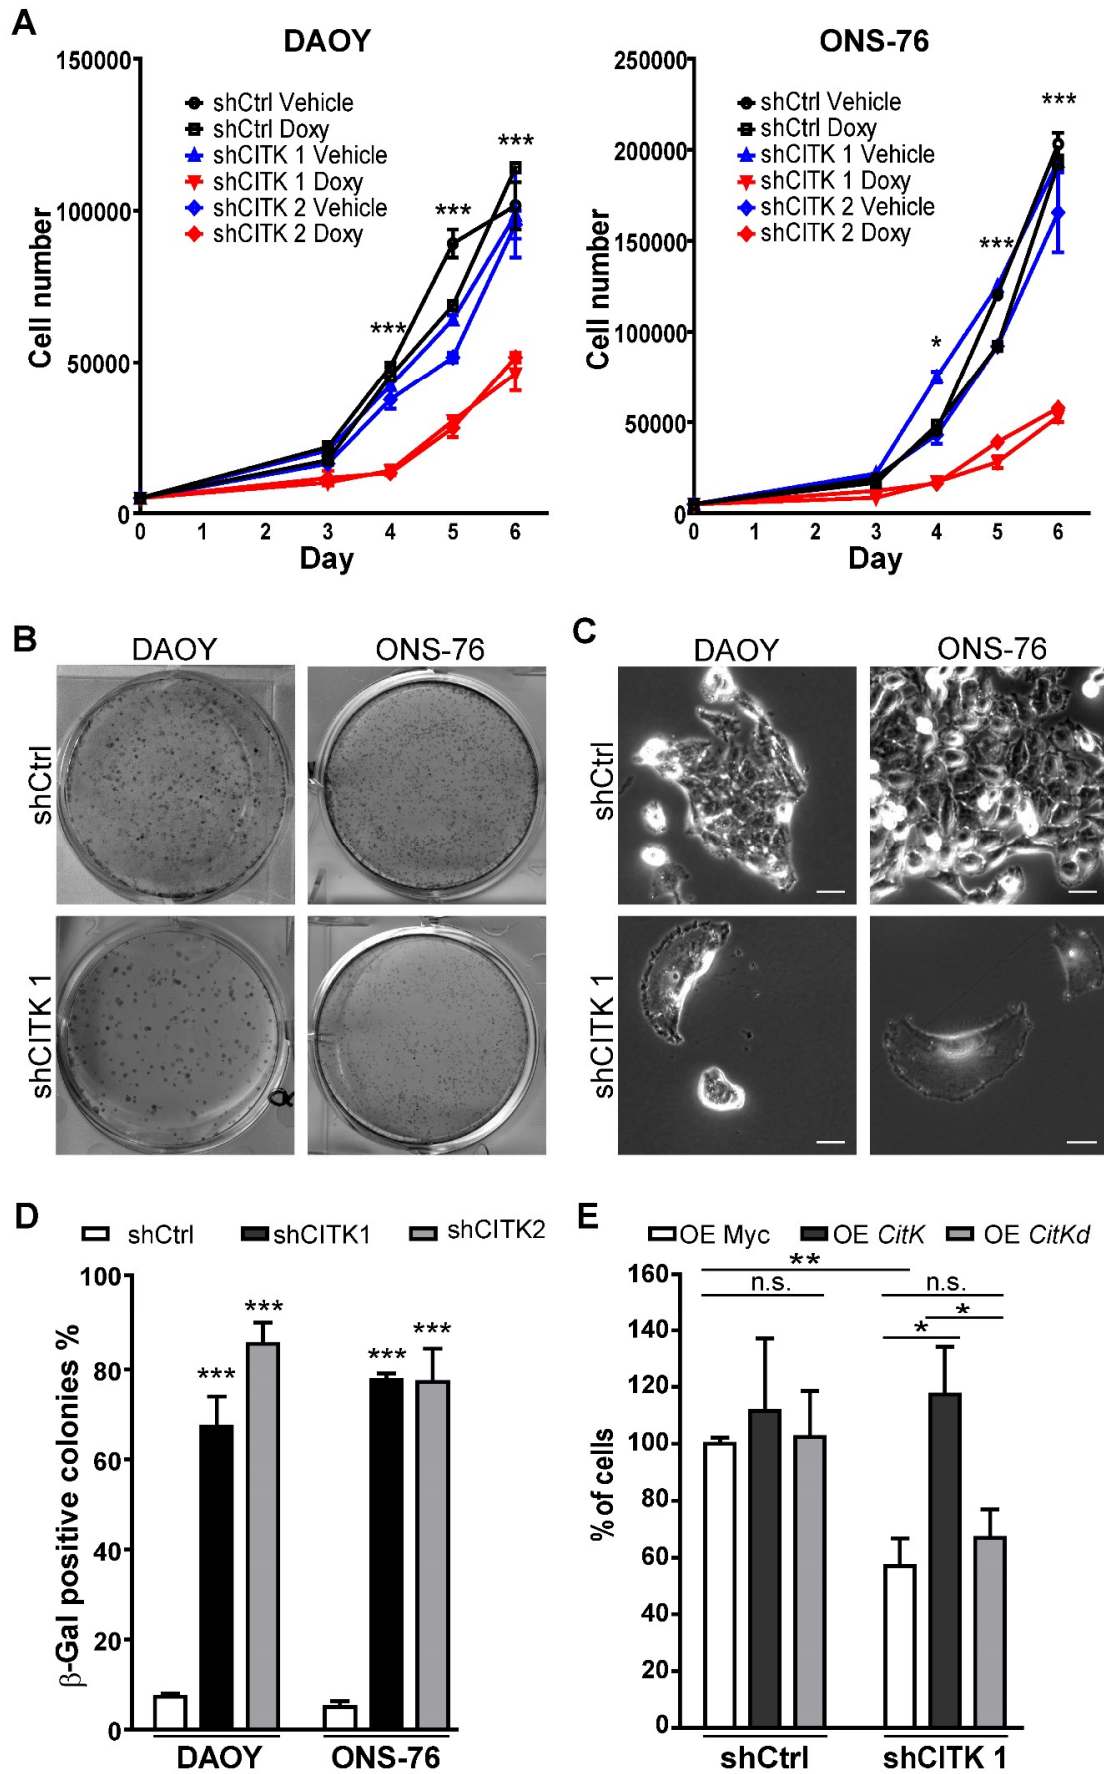 A
DAOY
150000
100000
50000
0
Cell number
shCtrl Vehicle
shCtrl Doxy
shCITK 1 Vehicle
shCITK 1 Doxy
shCITK 2 Vehicle
shCITK 2 Doxy
***
***
***
0 1 2 3 4 5 6
Day
ONS-76
250000
200000
150000
100000
50000
0
Cell number
shCtrl Vehicle
shCtrl Doxy
shCITK 1 Vehicle
shCITK 1 Doxy
shCITK 2 Vehicle
shCITK 2 Doxy
*
***
***
0 1 2 3 4 5 6
Day
B
DAOY ONS-76
shCtrl
shCITK 1
C
DAOY ONS-76
shCtrl
shCITK 1
D
shCtrl shCITK1 shCITK2
β-Gal positive colonies %
100
80
60
40
20
0
*** *** *** ***
DAOY ONS-76
E
OE Myc OE CitK OE CitKd
% of cells
160
140
120
100
80
60
40
20
0
**
n.s. n.s.
*
*
shCtrl shCITK 1